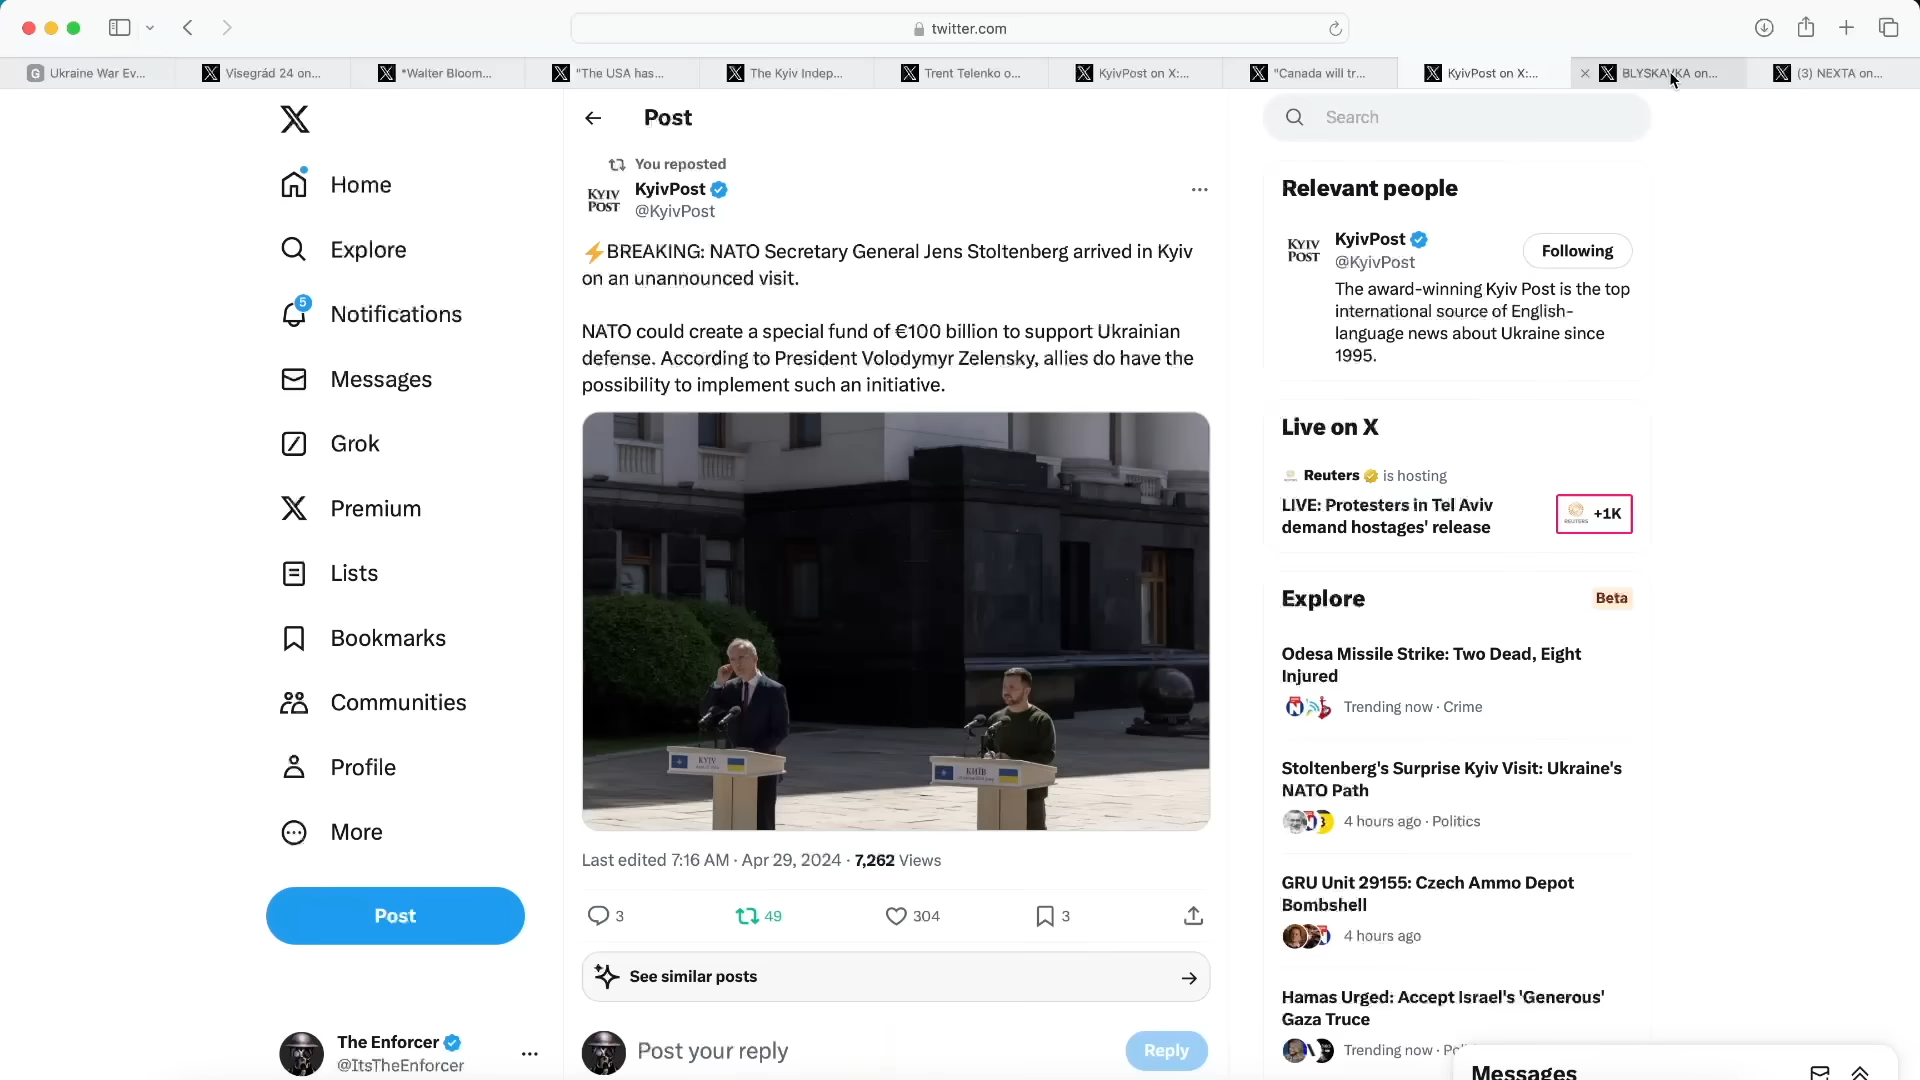 twitter.com
G Ukraine War Ev...
Visegrád 24 on...
"Walter Bloom...
"The USA has...
The Kyiv Indep...
Trent Telenko o...
KyivPost on X:...
"Canada will tr...
KyivPost on X:...
BLYSKAVKA on...
(3) NEXTA on...
Home
Explore
5
Notifications
Messages
Grok
Premium
Lists
Bookmarks
Communities
Profile
More
Post
The Enforcer
@ItsTheEnforcer
Post
You reposted
KYIV
POST
KyivPost
@KyivPost
⚡BREAKING: NATO Secretary General Jens Stoltenberg arrived in Kyiv
on an unannounced visit.
NATO could create a special fund of €100 billion to support Ukrainian
defense. According to President Volodymyr Zelensky, allies do have the
possibility to implement such an initiative.
KYIV
КИЇВ
Last edited 7:16 AM · Apr 29, 2024 · 7,262 Views
3
49
304
3
See similar posts
Post your reply
Reply
Search
Relevant people
KYIV
POST
KyivPost
@KyivPost
Following
The award-winning Kyiv Post is the top
international source of English-
language news about Ukraine since
1995.
Live on X
Reuters is hosting
LIVE: Protesters in Tel Aviv
demand hostages' release
REUTERS
+1K
Explore
Beta
Odesa Missile Strike: Two Dead, Eight
Injured
Trending now · Crime
Stoltenberg's Surprise Kyiv Visit: Ukraine's
NATO Path
4 hours ago · Politics
GRU Unit 29155: Czech Ammo Depot
Bombshell
4 hours ago
Hamas Urged: Accept Israel's 'Generous'
Gaza Truce
Trending now ·
Messages